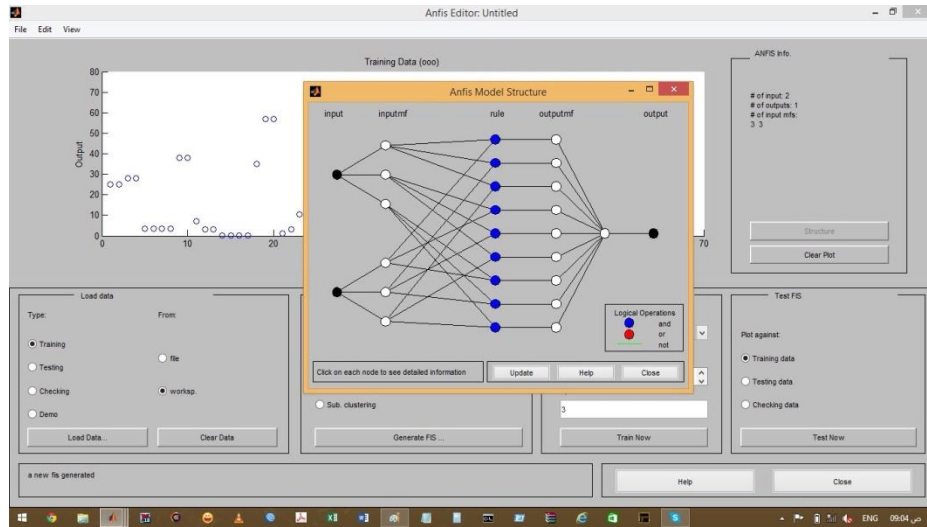 Anfis Editor: Untitled
File Edit View
Training Data (ooo)
80
70
60
50
40
30
20
10
0
Output
0 10 20 70
ANFIS Info.
# of input: 2
# of outputs: 1
# of input mfs:
3 3
Structure
Clear Plot
Anfis Model Structure
input inputmf rule outputmf output
Logical Operations
and
or
not
Click on each node to see detailed information
Update Help Close
Load data
Type: From:
Training
Testing
Checking
Demo
file
worksp.
Load Data... Clear Data
Sub. clustering
Generate FIS ...
3
Train Now
Test FIS
Plot against:
Training data
Testing data
Checking data
Test Now
a new fis generated
Help Close
ENG 09:04 ص